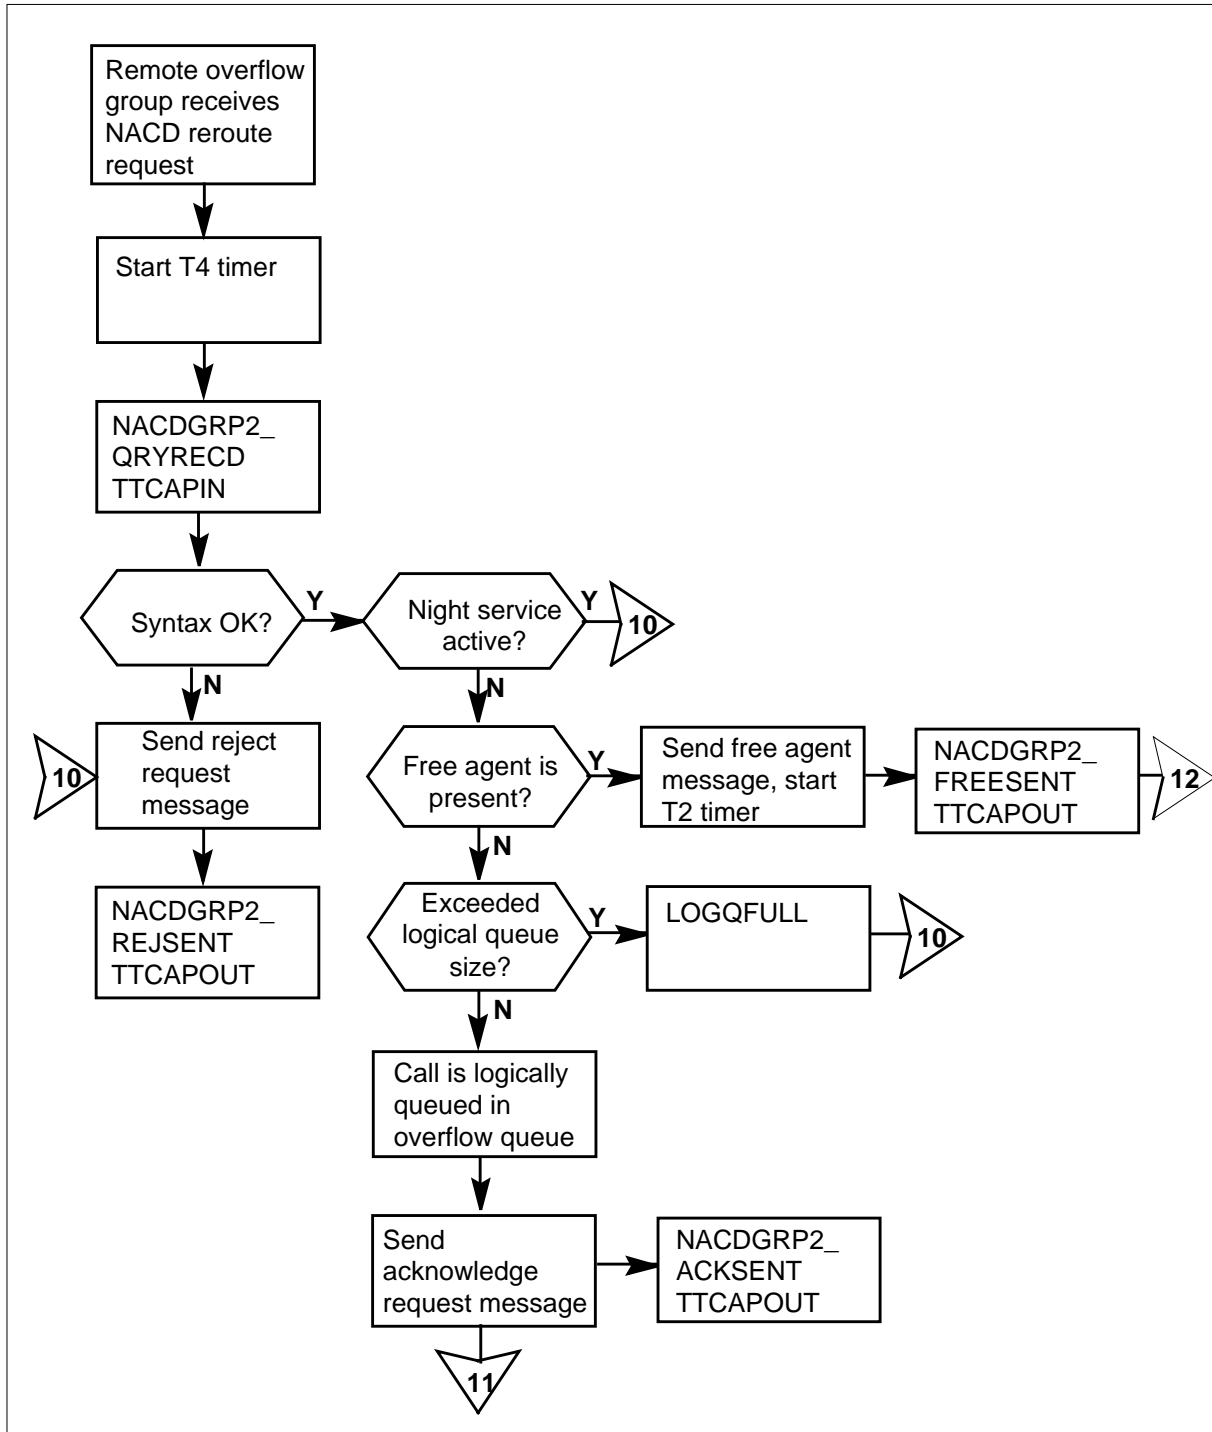 Remote overflow
group receives
NACD reroute
request
Start T4 timer
NACDGRP2_
QRYRECD
TTCAPIN
Syntax OK?
Y
Night service
active?
Y
10
N
N
10
Send reject
request
message
Free agent is
present?
Y
Send free agent
message, start
T2 timer
NACDGRP2_
FREESENT
TTCAPOUT
12
N
NACDGRP2_
REJSENT
TTCAPOUT
Exceeded
logical queue
size?
Y
LOGQFULL
10
N
Call is logically
queued in
overflow queue
Send
acknowledge
request message
NACDGRP2_
ACKSENT
TTCAPOUT
11